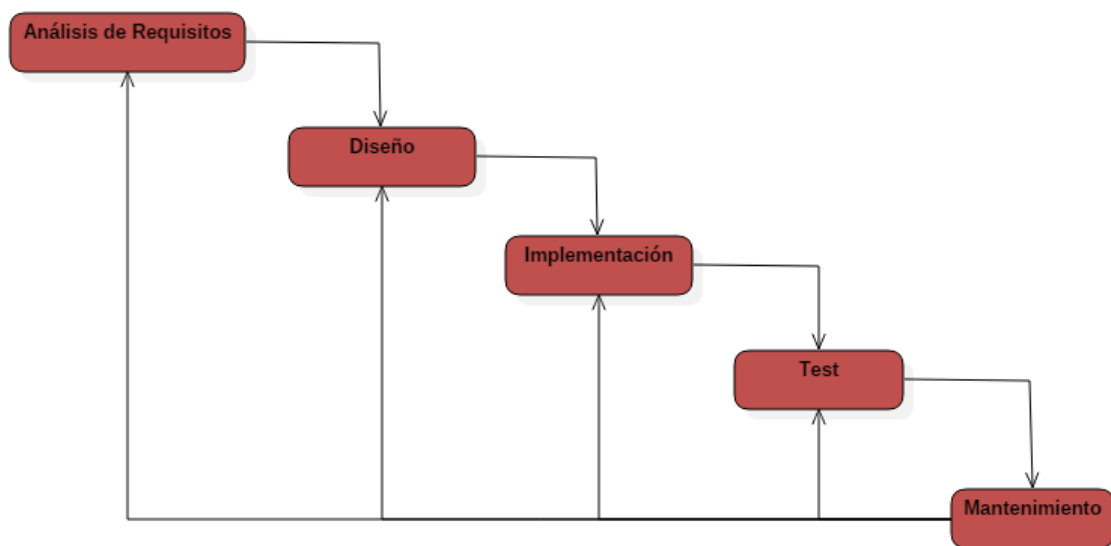 Análisis de Requisitos
Diseño
Implementación
Test
Mantenimiento